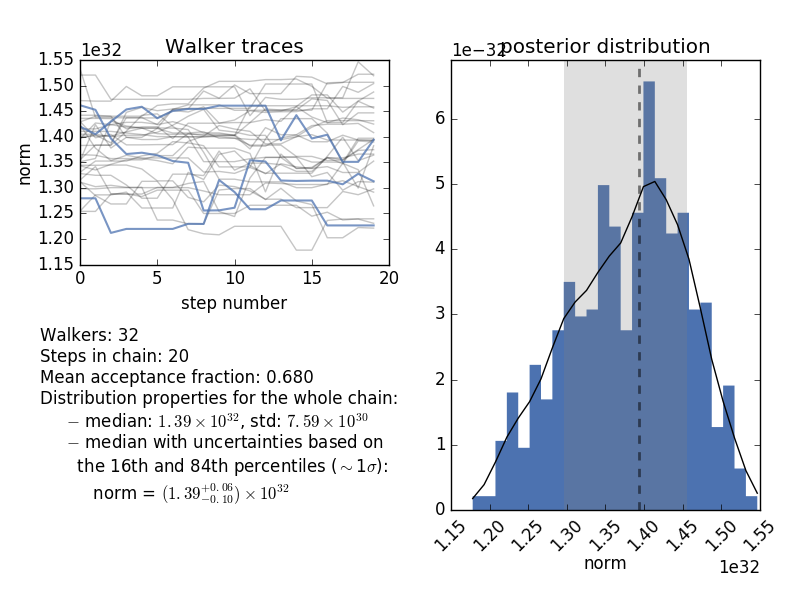 Walker traces
1e32
1.55
1.50
1.45
1.40
1.35
1.30
1.25
1.20
1.15
norm
0 5 10 15 20
step number
Walkers: 32
Steps in chain: 20
Mean acceptance fraction: 0.680
Distribution properties for the whole chain:
− median: 1.39 × 10^32, std: 7.59 × 10^30
− median with uncertainties based on
the 16th and 84th percentiles (∼1σ):
norm = (1.39^{+0.06}_{−0.10}) × 10^32
posterior distribution
1e−32
6
5
4
3
2
1
0
1.15 1.20 1.25 1.30 1.35 1.40 1.45 1.50 1.55
norm
1e32